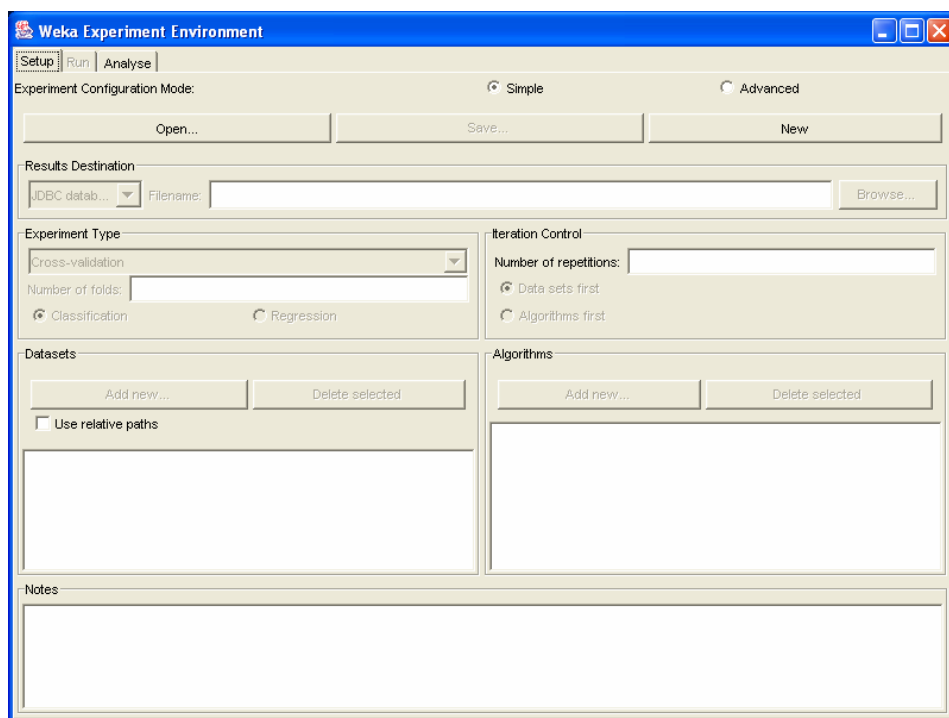 Weka Experiment Environment
Setup Run Analyse
Experiment Configuration Mode: Simple Advanced
Open... Save... New
Results Destination
JDBC datab... Filename: Browse...
Experiment Type Iteration Control
Cross-validation Number of repetitions:
Number of folds: Data sets first
Classification Regression Algorithms first
Datasets Algorithms
Add new... Delete selected Add new... Delete selected
Use relative paths
Notes